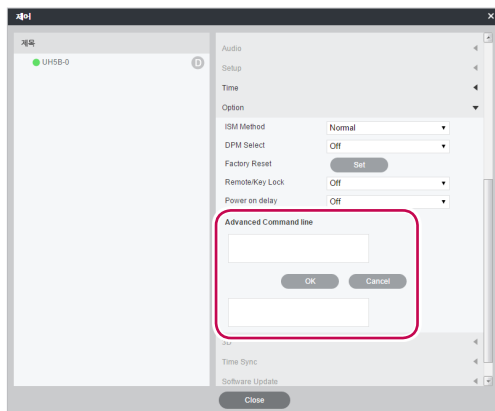 제어
×
제목
UH5B-0
D
Audio
Setup
Time
Option
ISM Method
Normal
DPM Select
Off
Factory Reset
Set
Remote/Key Lock
Off
Power on delay
Off
Advanced Command line
OK
Cancel
SD
Time Sync
Software Update
Close